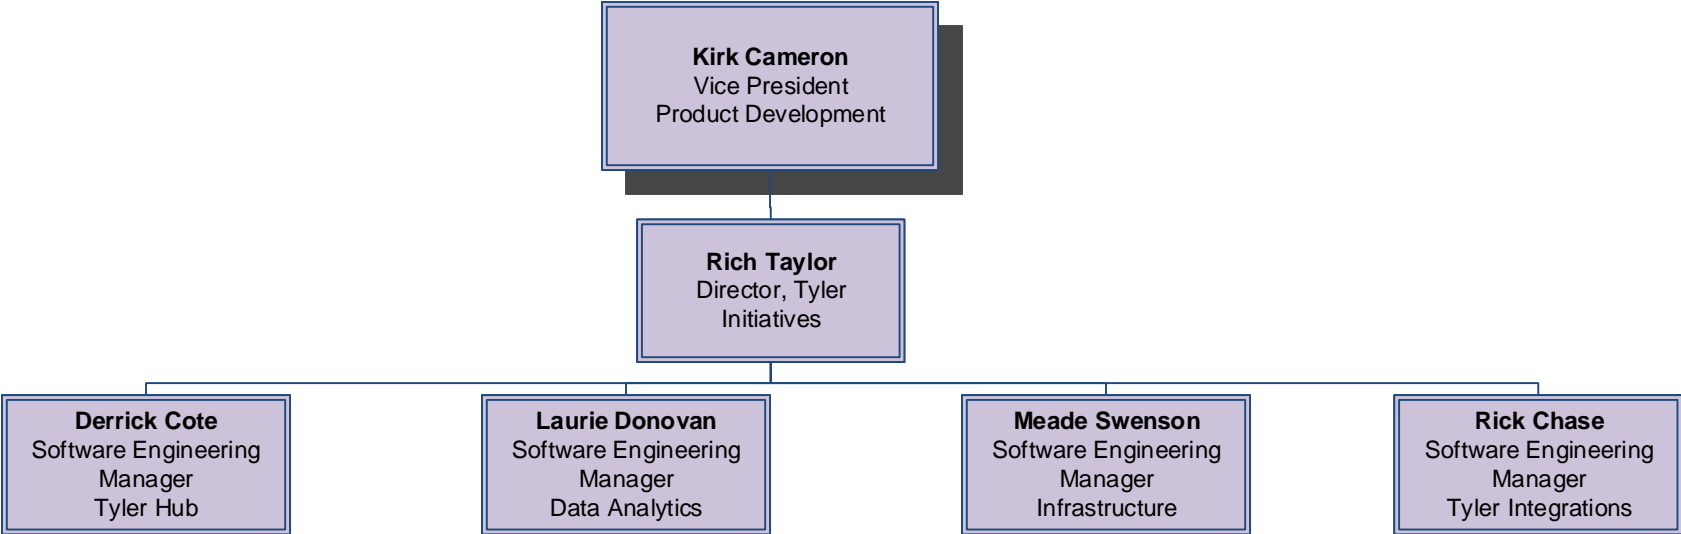 Kirk Cameron
Vice President
Product Development
Rich Taylor
Director, Tyler
Initiatives
Derrick Cote
Software Engineering
Manager
Tyler Hub
Laurie Donovan
Software Engineering
Manager
Data Analytics
Meade Swenson
Software Engineering
Manager
Infrastructure
Rick Chase
Software Engineering
Manager
Tyler Integrations